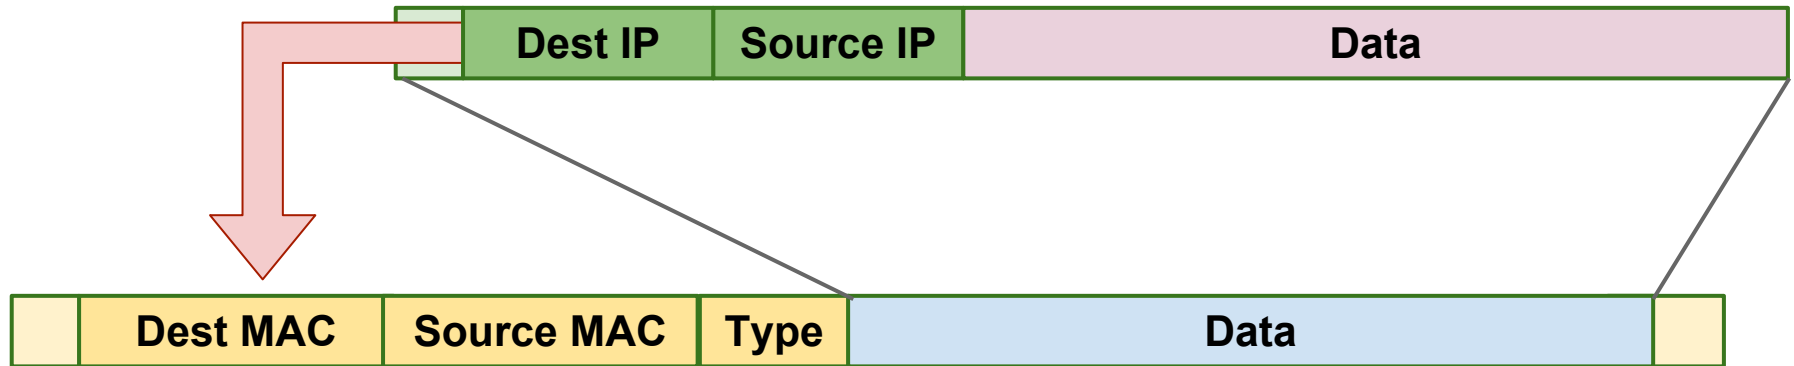 Dest IP Source IP Data
Dest MAC Source MAC Type Data